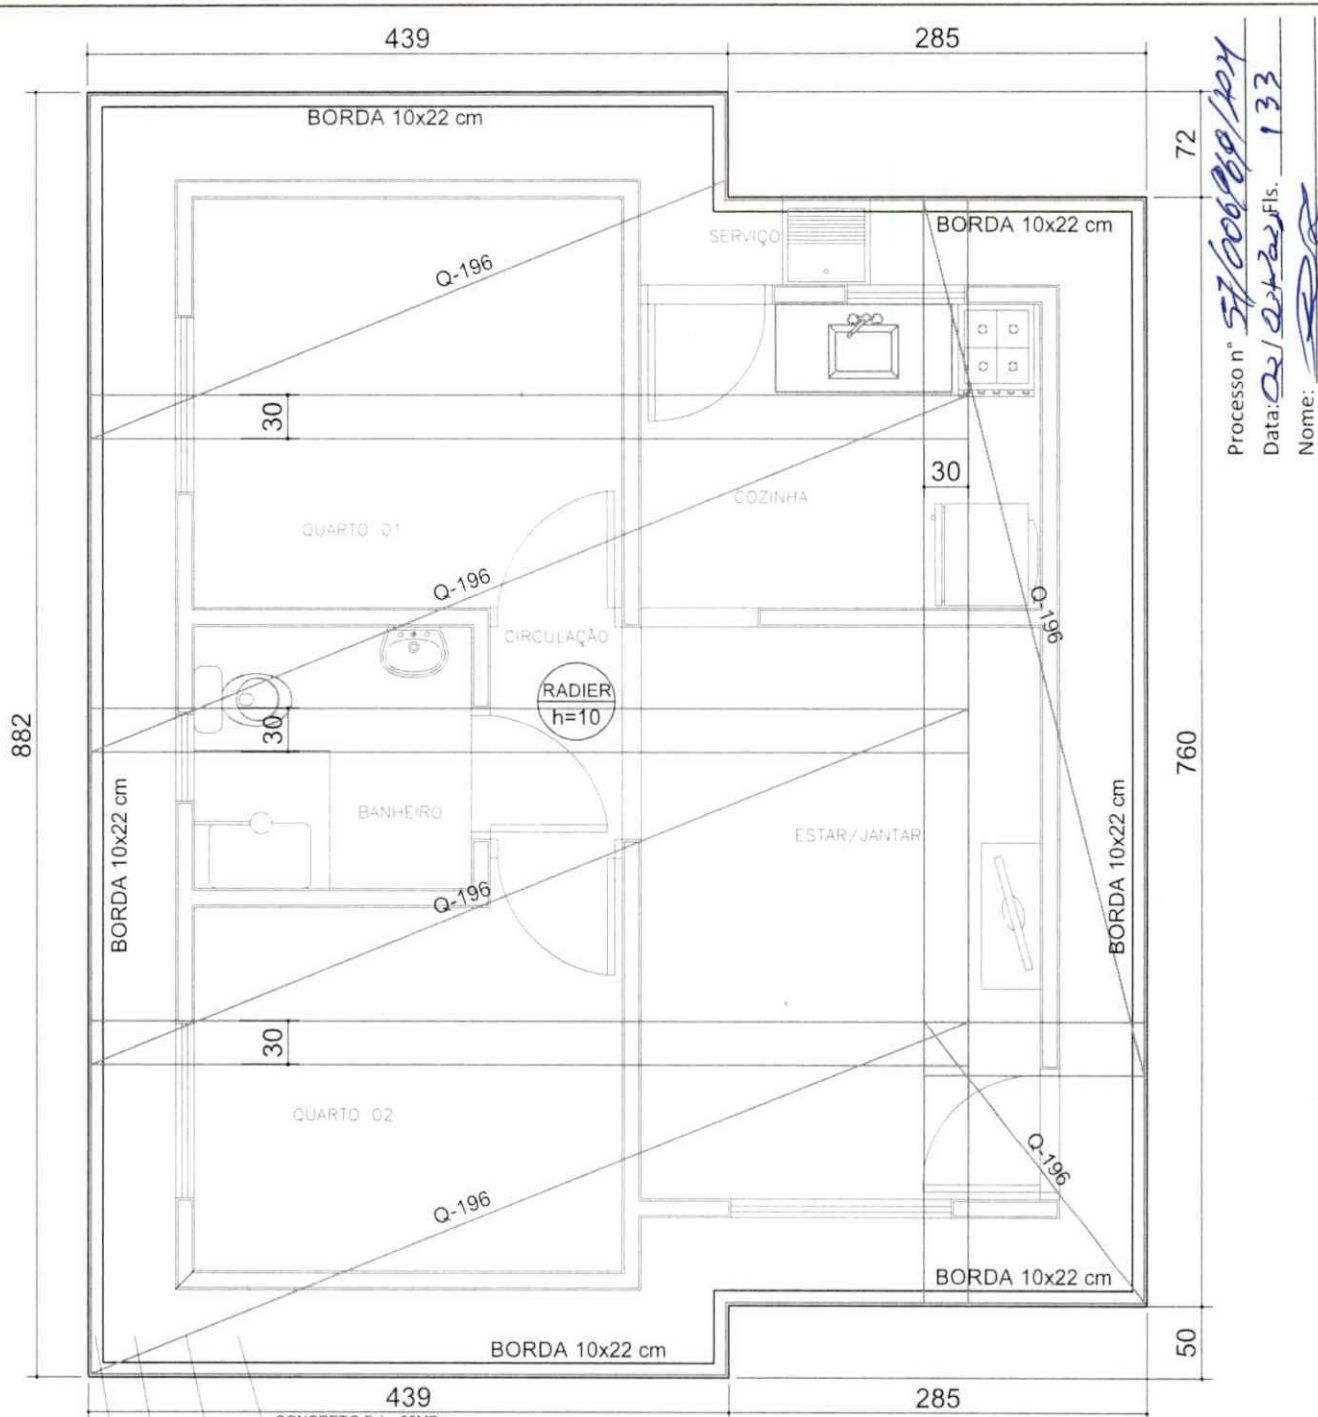 439
285
BORDA 10x22 cm
72
Processo n°
Data:
Fls. 133
Nome:
BORDA 10x22 cm
SERVIÇO
Q-196
30
30
COZINHA
QUARTO 01
Q-196
Q-196
CIRCULAÇÃO
RADIER
h=10
882
30
760
BORDA 10x22 cm
BANHEIRO
ESTAR/JANTAR
BORDA 10x22 cm
Q-196
30
QUARTO 02
Q-196
Q-196
BORDA 10x22 cm
BORDA 10x22 cm
50
439
285